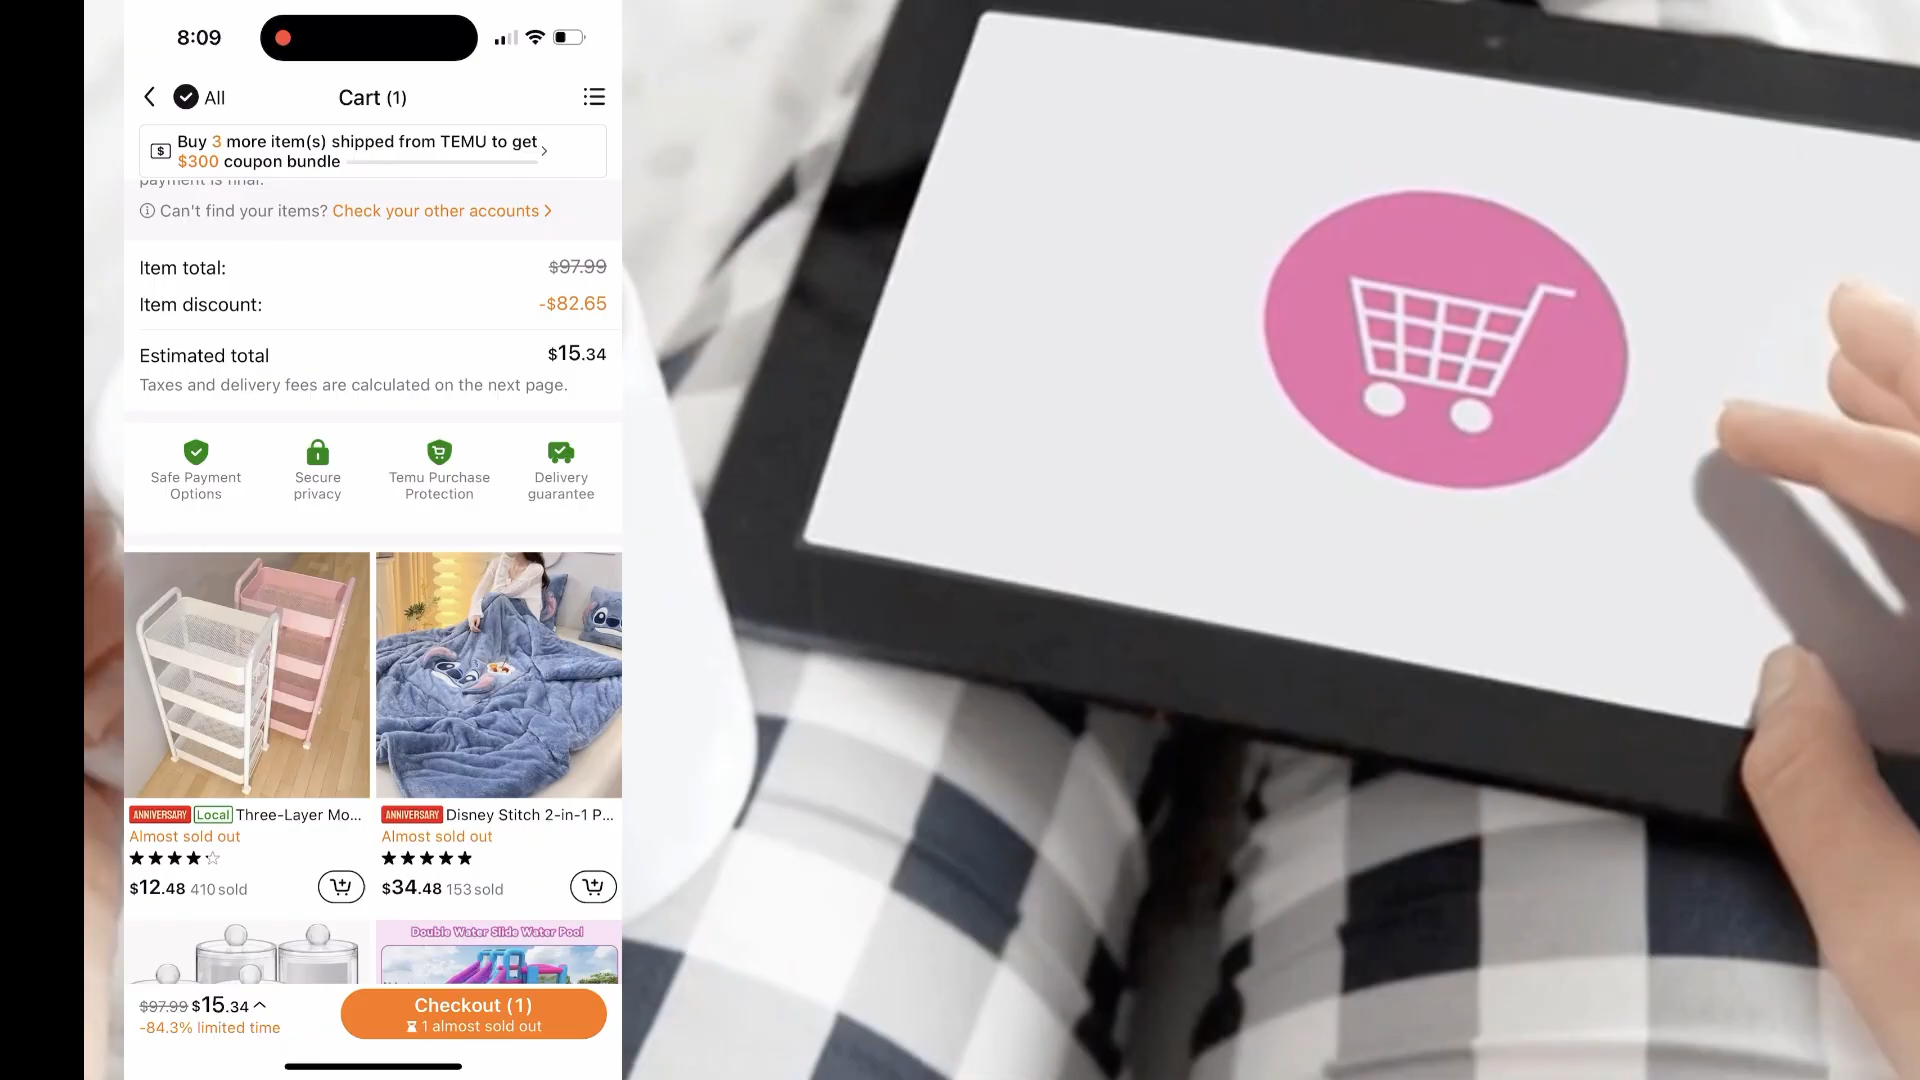 8:09
All
Cart (1)
Buy 3 more item(s) shipped from TEMU to get
$300 coupon bundle
payment is final.
Can't find your items? Check your other accounts >
Item total:
$97.99
Item discount:
-$82.65
Estimated total
$15.34
Taxes and delivery fees are calculated on the next page.
Safe Payment
Options
Secure
privacy
Temu Purchase
Protection
Delivery
guarantee
ANNIVERSARY Local Three-Layer Mo...
Almost sold out
$12.48 410 sold
ANNIVERSARY Disney Stitch 2-in-1 P...
Almost sold out
$34.48 153 sold
Double Water Slide Water Pool
$97.99 $15.34
-84.3% limited time
Checkout (1)
1 almost sold out